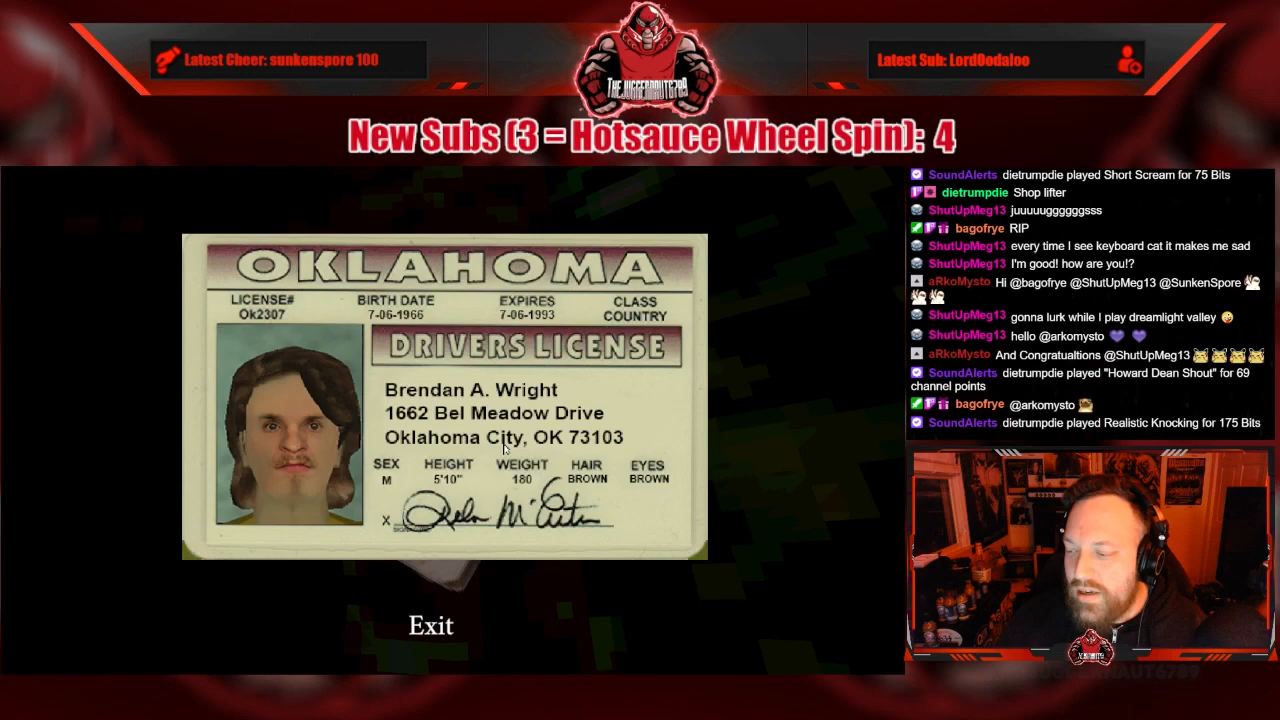 Latest Cheer: sunkenspore 100
THEJUGGERNAUT6789
Latest Sub: LordOodaloo
New Subs (3 = Hotsauce Wheel Spin): 4
OKLAHOMA
LICENSE# BIRTH DATE EXPIRES CLASS
Ok2307 7-06-1966 7-06-1993 COUNTRY
DRIVERS LICENSE
Brendan A. Wright
1662 Bel Meadow Drive
Oklahoma City, OK 73103
SEX HEIGHT WEIGHT HAIR EYES
M 5'10" 180 BROWN BROWN
X
Exit
SoundAlerts dietrumpdie played Short Scream for 75 Bits
dietrumpdie Shop lifter
ShutUpMeg13 juuuuuggggggsss
bagofrye RIP
ShutUpMeg13 every time I see keyboard cat it makes me sad
ShutUpMeg13 I'm good! how are you!?
aRkoMysto Hi @bagofrye @ShutUpMeg13 @SunkenSpore
ShutUpMeg13 gonna lurk while I play dreamlight valley
ShutUpMeg13 hello @arkomysto
aRkoMysto And Congratualtions @ShutUpMeg13
SoundAlerts dietrumpdie played "Howard Dean Shout" for 69
channel points
bagofrye @arkomysto
SoundAlerts dietrumpdie played Realistic Knocking for 175 Bits